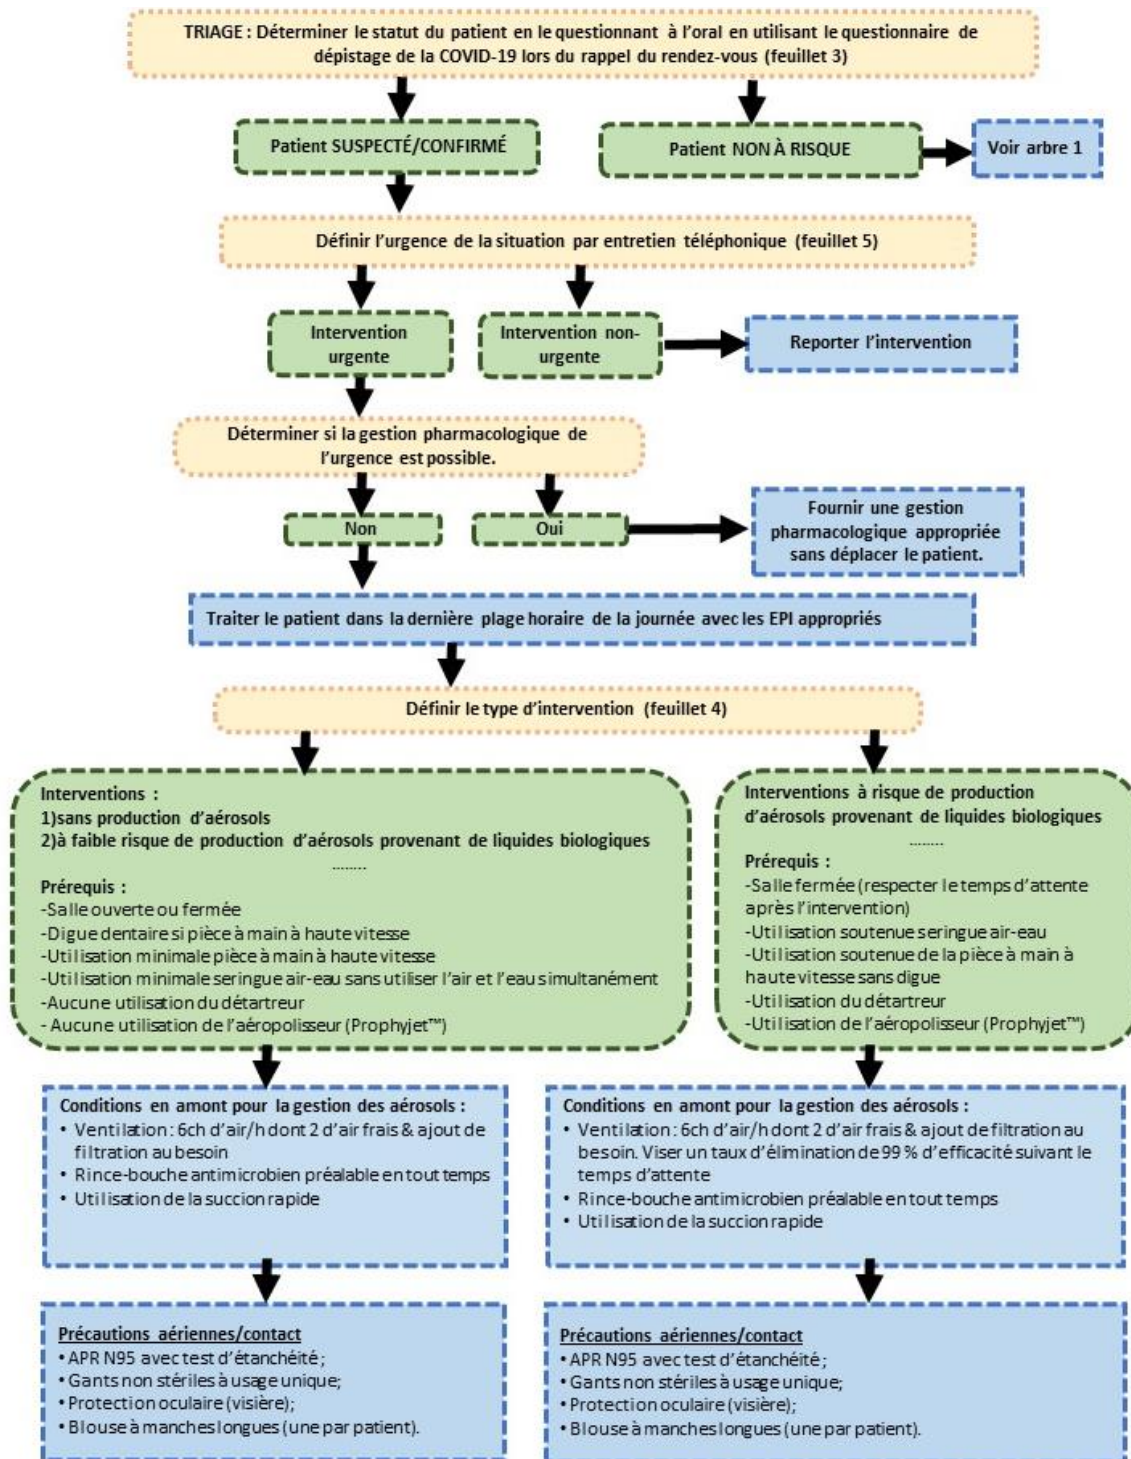 TRIAGE : Déterminer le statut du patient en le questionnant à l'oral en utilisant le questionnaire de
dépistage de la COVID-19 lors du rappel du rendez-vous (feuillet 3)
Patient SUSPECTÉ/CONFIRMÉ
Patient NON À RISQUE
Voir arbre 1
Définir l'urgence de la situation par entretien téléphonique (feuillet 5)
Intervention
urgente
Intervention non-
urgente
Reporter l'intervention
Déterminer si la gestion pharmacologique de
l'urgence est possible.
Non
Oui
Fournir une gestion
pharmacologique appropriée
sans déplacer le patient.
Traiter le patient dans la dernière plage horaire de la journée avec les EPI appropriés
Définir le type d'intervention (feuillet 4)
Interventions :
1)sans production d'aérosols
2)à faible risque de production d'aérosols provenant de liquides biologiques
........
Prérequis :
-Salle ouverte ou fermée
-Digue dentaire si pièce à main à haute vitesse
-Utilisation minimale pièce à main à haute vitesse
-Utilisation minimale seringue air-eau sans utiliser l'air et l'eau simultanément
-Aucune utilisation du détartreur
- Aucune utilisation de l'aéropolisseur (Prophyjet™)
Interventions à risque de production
d'aérosols provenant de liquides biologiques
........
Prérequis :
-Salle fermée (respecter le temps d'attente
après l'intervention)
-Utilisation soutenue seringue air-eau
-Utilisation soutenue de la pièce à main à
haute vitesse sans digue
-Utilisation du détartreur
-Utilisation de l'aéropolisseur (Prophyjet™)
Conditions en amont pour la gestion des aérosols :
• Ventilation : 6ch d'air/h dont 2 d'air frais & ajout de
filtration au besoin
• Rince-bouche antimicrobien préalable en tout temps
• Utilisation de la succion rapide
Conditions en amont pour la gestion des aérosols :
• Ventilation : 6ch d'air/h dont 2 d'air frais & ajout de filtration au
besoin. Viser un taux d'élimination de 99 % d'efficacité suivant le
temps d'attente
• Rince-bouche antimicrobien préalable en tout temps
• Utilisation de la succion rapide
Précautions aériennes/contact
• APR N95 avec test d'étanchéité ;
• Gants non stériles à usage unique;
• Protection oculaire (visière);
• Blouse à manches longues (une par patient).
Précautions aériennes/contact
• APR N95 avec test d'étanchéité ;
• Gants non stériles à usage unique;
• Protection oculaire (visière);
• Blouse à manches longues (une par patient).